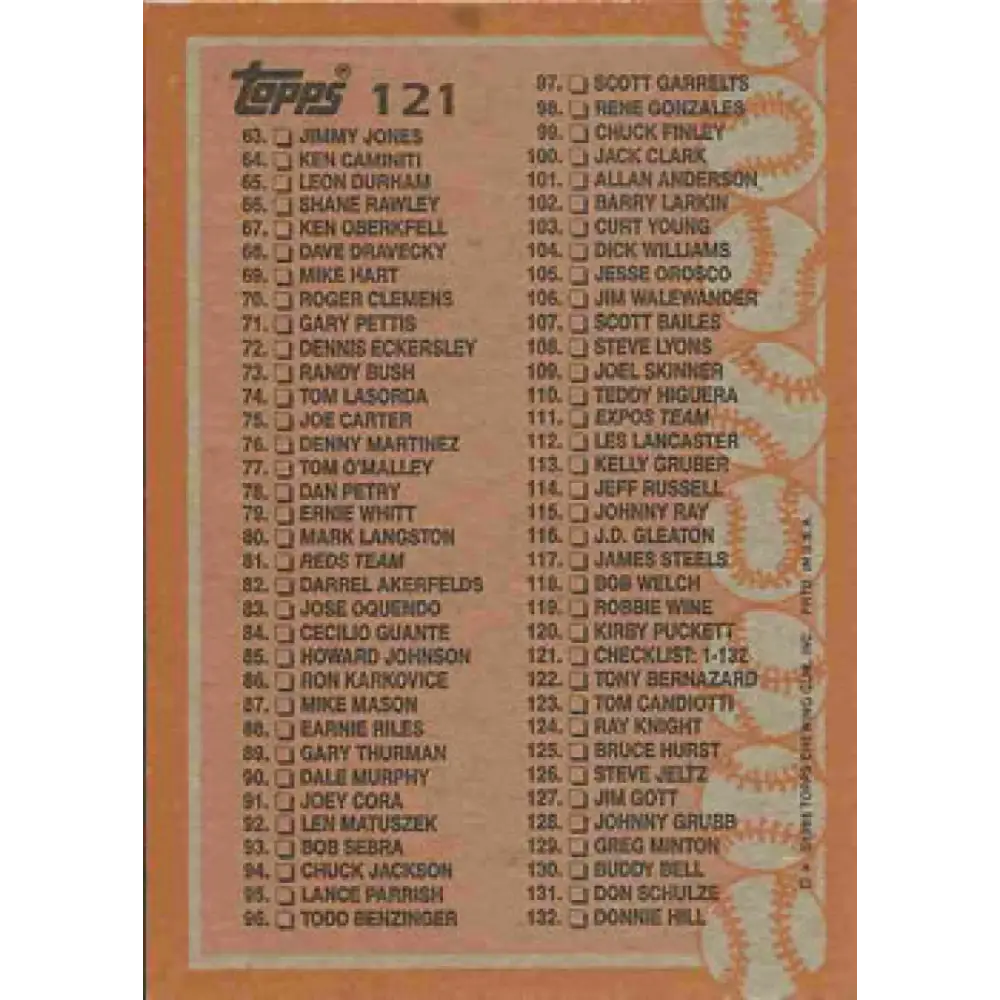 Topps® 121
63. JIMMY JONES
64. KEN CAMINITI
65. LEON DURHAM
66. SHANE RAWLEY
67. KEN OBERKFELL
68. DAVE DRAVECKY
69. MIKE HART
70. ROGER CLEMENS
71. GARY PETTIS
72. DENNIS ECKERSLEY
73. RANDY BUSH
74. TOM LASORDA
75. JOE CARTER
76. DENNY MARTINEZ
77. TOM O'MALLEY
78. DAN PETRY
79. ERNIE WHITT
80. MARK LANGSTON
81. REDS TEAM
82. DARREL AKERFELDS
83. JOSE OQUENDO
84. CECILIO GUANTE
85. HOWARD JOHNSON
86. RON KARKOVICE
87. MIKE MASON
88. EARNIE RILES
89. GARY THURMAN
90. DALE MURPHY
91. JOEY CORA
92. LEN MATUSZEK
93. BOB SEBRA
94. CHUCK JACKSON
95. LANCE PARRISH
96. TODD BENZINGER
97. SCOTT GARRELTS
98. RENE GONZALES
99. CHUCK FINLEY
100. JACK CLARK
101. ALLAN ANDERSON
102. BARRY LARKIN
103. CURT YOUNG
104. DICK WILLIAMS
105. JESSE OROSCO
106. JIM WALEWANDER
107. SCOTT BAILES
108. STEVE LYONS
109. JOEL SKINNER
110. TEDDY HIGUERA
111. EXPOS TEAM
112. LES LANCASTER
113. KELLY GRUBER
114. JEFF RUSSELL
115. JOHNNY RAY
116. J.D. GLEATON
117. JAMES STEELS
118. BOB WELCH
119. ROBBIE WINE
120. KIRBY PUCKETT
121. CHECKLIST: 1-132
122. TONY BERNAZARD
123. TOM CANDIOTTI
124. RAY KNIGHT
125. BRUCE HURST
126. STEVE JELTZ
127. JIM GOTT
128. JOHNNY GRUBB
129. GREG MINTON
130. BUDDY BELL
131. DON SCHULZE
132. DONNIE HILL
TOPPS CHEWING GUM, INC. PRTD. IN U.S.A.